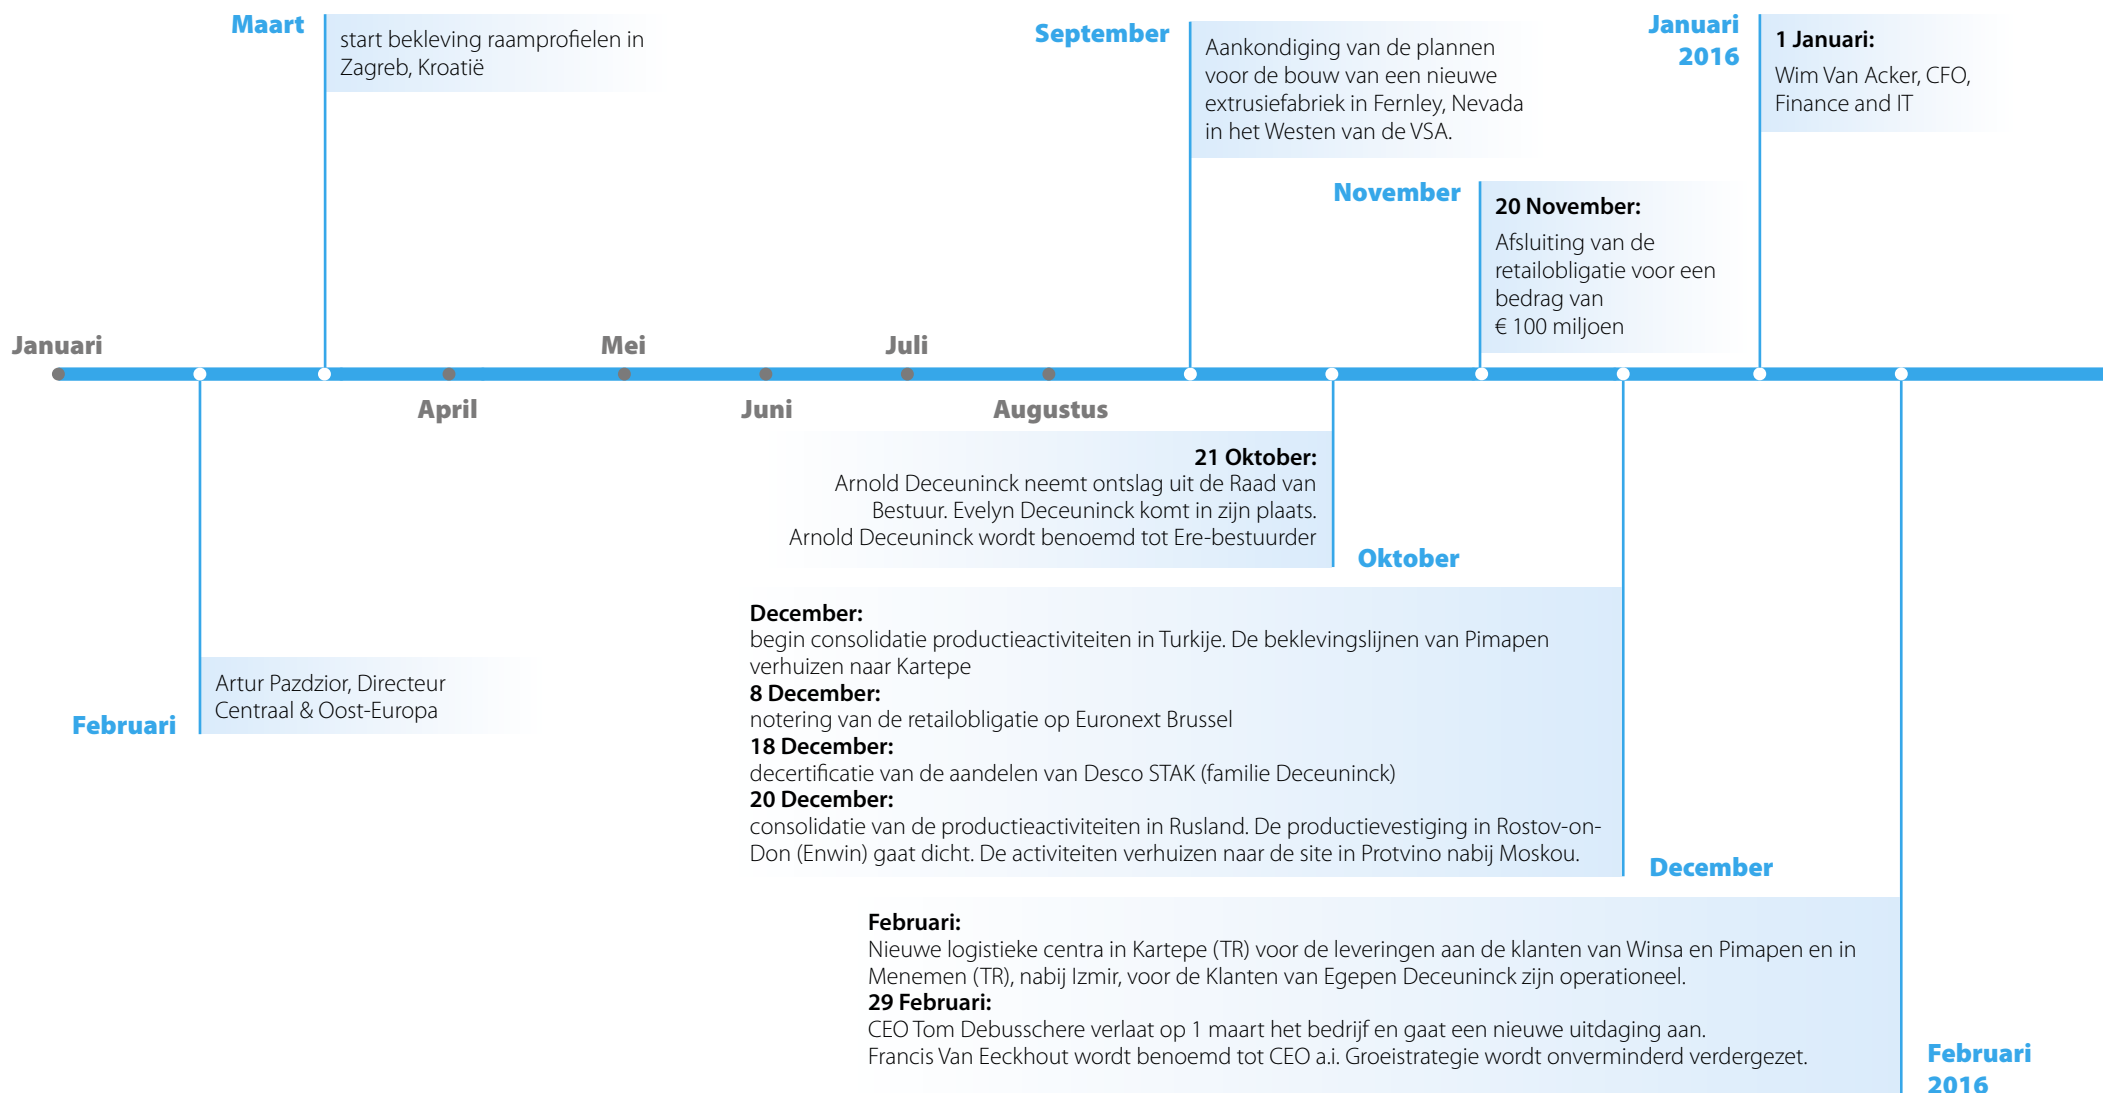 Maart
start bekleving raamprofielen in
Zagreb, Kroatië
September
Aankondiging van de plannen
voor de bouw van een nieuwe
extrusiefabriek in Fernley, Nevada
in het Westen van de VSA.
Januari
2016
1 Januari:
Wim Van Acker, CFO,
Finance and IT
November
20 November:
Afsluiting van de
retailobligatie voor een
bedrag van
€ 100 miljoen
Januari
Mei
Juli
April
Juni
Augustus
21 Oktober:
Arnold Deceuninck neemt ontslag uit de Raad van
Bestuur. Evelyn Deceuninck komt in zijn plaats.
Arnold Deceuninck wordt benoemd tot Ere-bestuurder
Oktober
Februari
Artur Pazdzior, Directeur
Centraal & Oost-Europa
December:
begin consolidatie productieactiviteiten in Turkije. De beklevingslijnen van Pimapen
verhuizen naar Kartepe
8 December:
notering van de retailobligatie op Euronext Brussel
18 December:
decertificatie van de aandelen van Desco STAK (familie Deceuninck)
20 December:
consolidatie van de productieactiviteiten in Rusland. De productievestiging in Rostov-on-
Don (Enwin) gaat dicht. De activiteiten verhuizen naar de site in Protvino nabij Moskou.
December
Februari:
Nieuwe logistieke centra in Kartepe (TR) voor de leveringen aan de klanten van Winsa en Pimapen en in
Menemen (TR), nabij Izmir, voor de Klanten van Egepen Deceuninck zijn operationeel.
29 Februari:
CEO Tom Debusschere verlaat op 1 maart het bedrijf en gaat een nieuwe uitdaging aan.
Francis Van Eeckhout wordt benoemd tot CEO a.i. Groeistrategie wordt onverminderd verdergezet.
Februari
2016